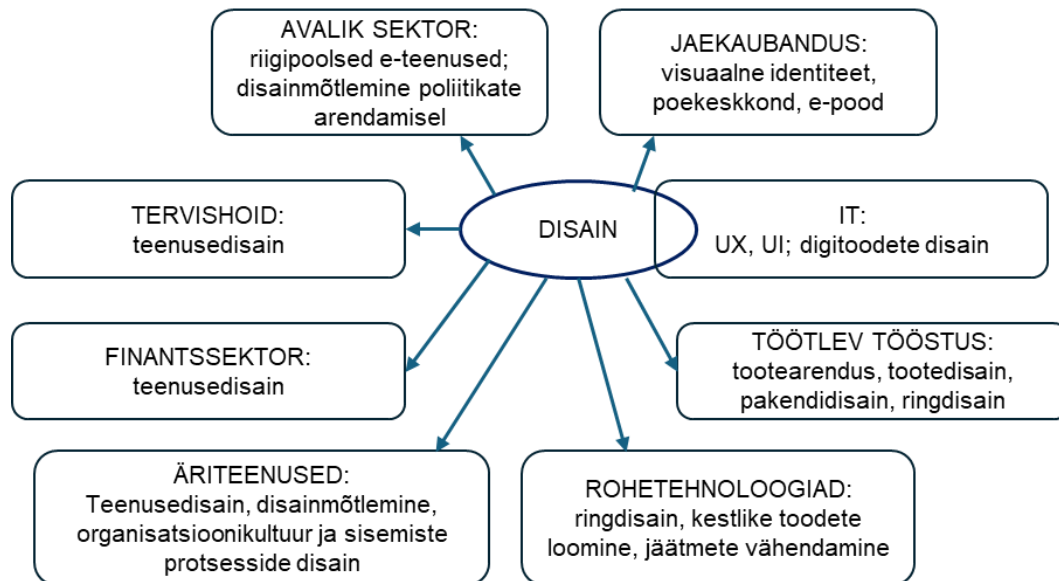 AVALIK SEKTOR:
riigipoolsed e-teenused;
disainmõtlemine poliitikate
arendamisel
JAEKAUBANDUS:
visuaalne identiteet,
poekeskkond, e-pood
TERVISHOID:
teenusedisain
DISAIN
IT:
UX, UI; digitoodete disain
FINANTSSEKTOR:
teenusedisain
TÖÖTLEV TÖÖSTUS:
tootearendus, tootedisain,
pakendidisain, ringdisain
ÄRITEENUSED:
Teenusedisain, disainmõtlemine,
organisatsioonikultuur ja sisemiste
protsesside disain
ROHETEHNOLOOGIAD:
ringdisain, kestlike toodete
loomine, jäätmete vähendamine